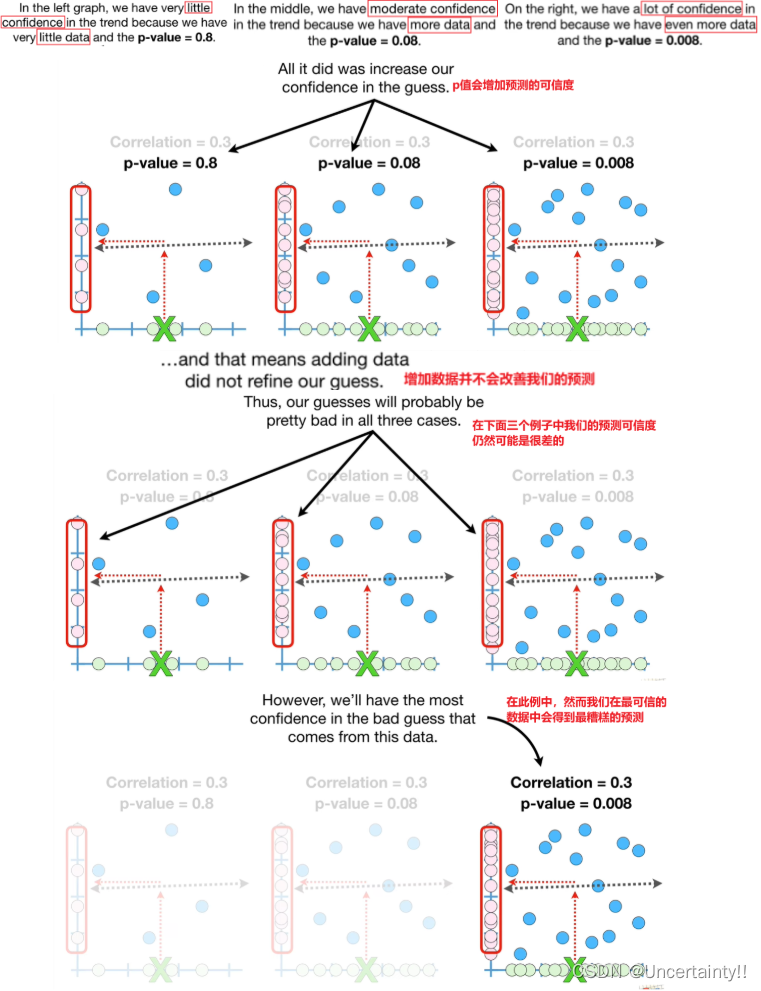 In the left graph, we have very little
confidence in the trend because we have
very little data and the p-value = 0.8.
In the middle, we have moderate confidence
in the trend because we have more data and
the p-value = 0.08.
On the right, we have a lot of confidence in
the trend because we have even more data
and the p-value = 0.008.
All it did was increase our
confidence in the guess.
p值会增加预测的可信度
Correlation = 0.3
p-value = 0.8
Correlation = 0.3
p-value = 0.08
Correlation = 0.3
p-value = 0.008
X
X
X
…and that means adding data
did not refine our guess.
增加数据并不会改善我们的预测
Thus, our guesses will probably be
pretty bad in all three cases.
在下面三个例子中我们的预测可信度
仍然可能是很差的
Correlation = 0.3
p-value = 0.8
Correlation = 0.3
p-value = 0.08
Correlation = 0.3
p-value = 0.008
X
X
X
However, we'll have the most
confidence in the bad guess that
comes from this data.
在此例中，然而我们在最可信的
数据中会得到最糟糕的预测
Correlation = 0.3
p-value = 0.8
Correlation = 0.3
p-value = 0.08
Correlation = 0.3
p-value = 0.008
X
X
X
CSDN @Uncertainty!!